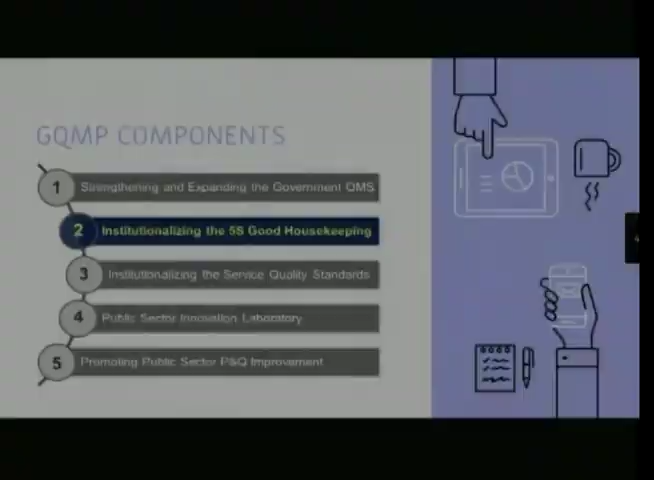 GQMP COMPONENTS
1 Strengthening and Expanding the Government QMS
2 Institutionalizing the 5S Good Housekeeping
3 Institutionalizing the Service Quality Standards
4 Public Sector Innovation Laboratory
5 Promoting Public Sector P&Q Improvement